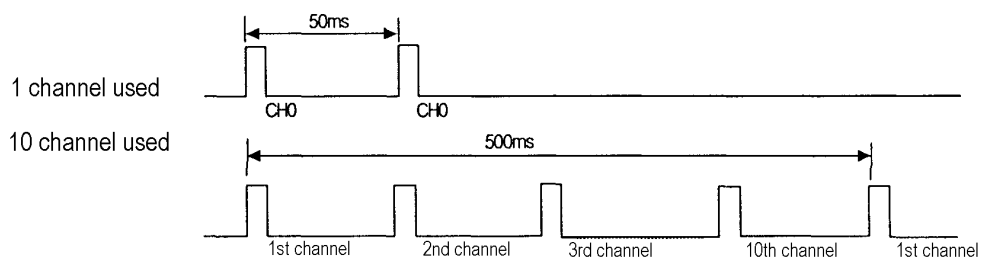 50ms
1 channel used
CH0
CH0
10 channel used
500ms
1st channel
2nd channel
3rd channel
10th channel
1st channel